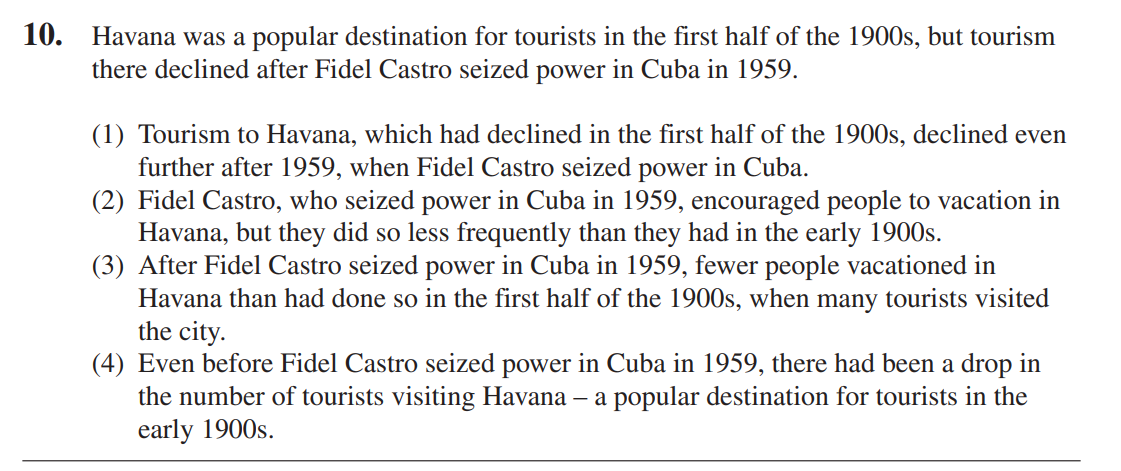 10. Havana was a popular destination for tourists in the first half of the 1900s, but tourism
there declined after Fidel Castro seized power in Cuba in 1959.
(1) Tourism to Havana, which had declined in the first half of the 1900s, declined even
further after 1959, when Fidel Castro seized power in Cuba.
(2) Fidel Castro, who seized power in Cuba in 1959, encouraged people to vacation in
Havana, but they did so less frequently than they had in the early 1900s.
(3) After Fidel Castro seized power in Cuba in 1959, fewer people vacationed in
Havana than had done so in the first half of the 1900s, when many tourists visited
the city.
(4) Even before Fidel Castro seized power in Cuba in 1959, there had been a drop in
the number of tourists visiting Havana – a popular destination for tourists in the
early 1900s.